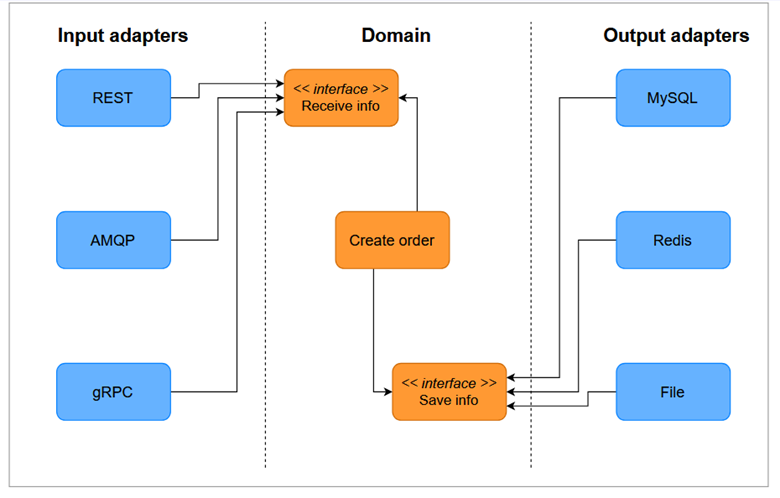 Input adapters
Domain
Output adapters
REST
<< interface >>
Receive info
MySQL
AMQP
Create order
Redis
gRPC
<< interface >>
Save info
File